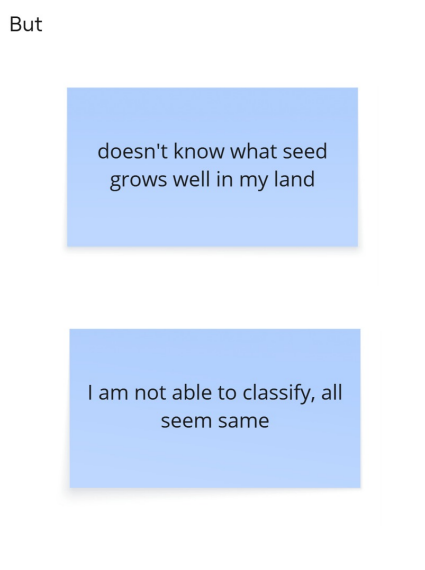 But
doesn't know what seed
grows well in my land
I am not able to classify, all
seem same